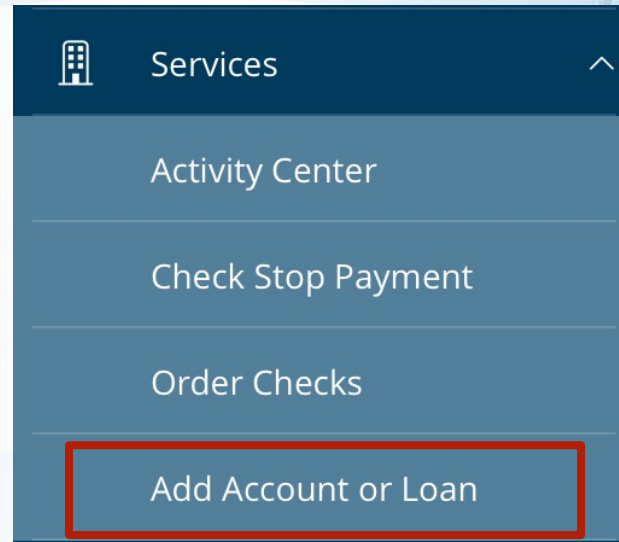 Services
Activity Center
Check Stop Payment
Order Checks
Add Account or Loan